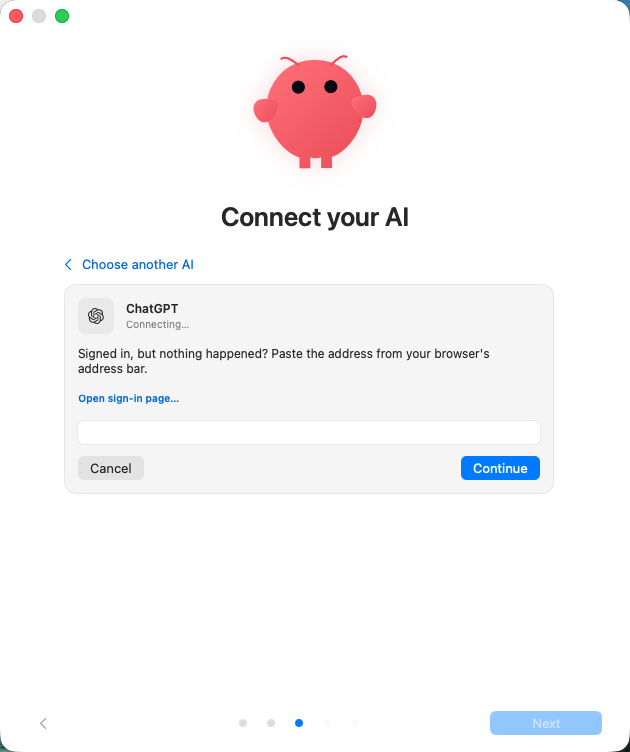 Connect your AI
Choose another AI
ChatGPT
Connecting...
Signed in, but nothing happened? Paste the address from your browser's
address bar.
Open sign-in page...
Cancel
Continue
Next